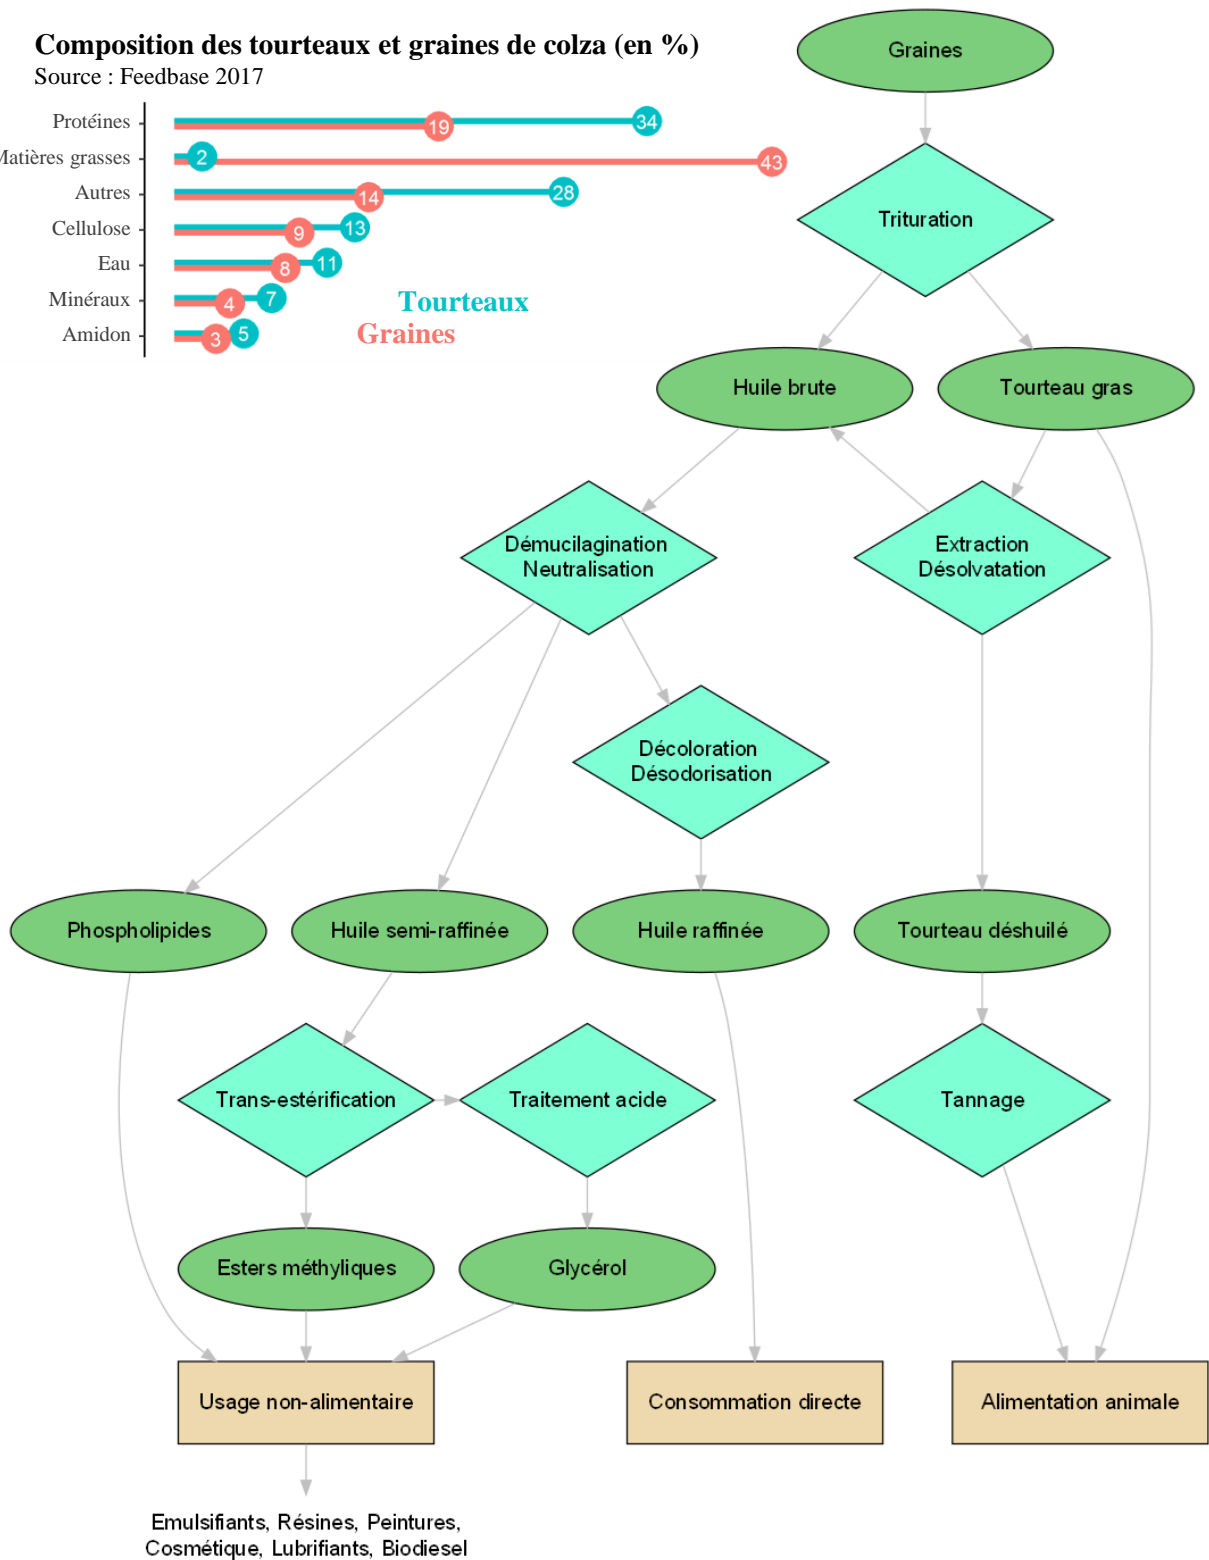 Composition des tourteaux et graines de colza (en %)
Source : Feedbase 2017
Protéines
19
34
Matières grasses
2
43
Autres
14
28
Cellulose
9
13
Eau
8
11
Minéraux
4
7
Amidon
3
5
Tourteaux
Graines
Graines
Trituration
Huile brute
Tourteau gras
Démucilagination
Neutralisation
Extraction
Désolvatation
Décoloration
Désodorisation
Phospholipides
Huile semi-raffinée
Huile raffinée
Tourteau déshuilé
Trans-estérification
Traitement acide
Tannage
Esters méthyliques
Glycérol
Usage non-alimentaire
Consommation directe
Alimentation animale
Emulsifiants, Résines, Peintures,
Cosmétique, Lubrifiants, Biodiesel